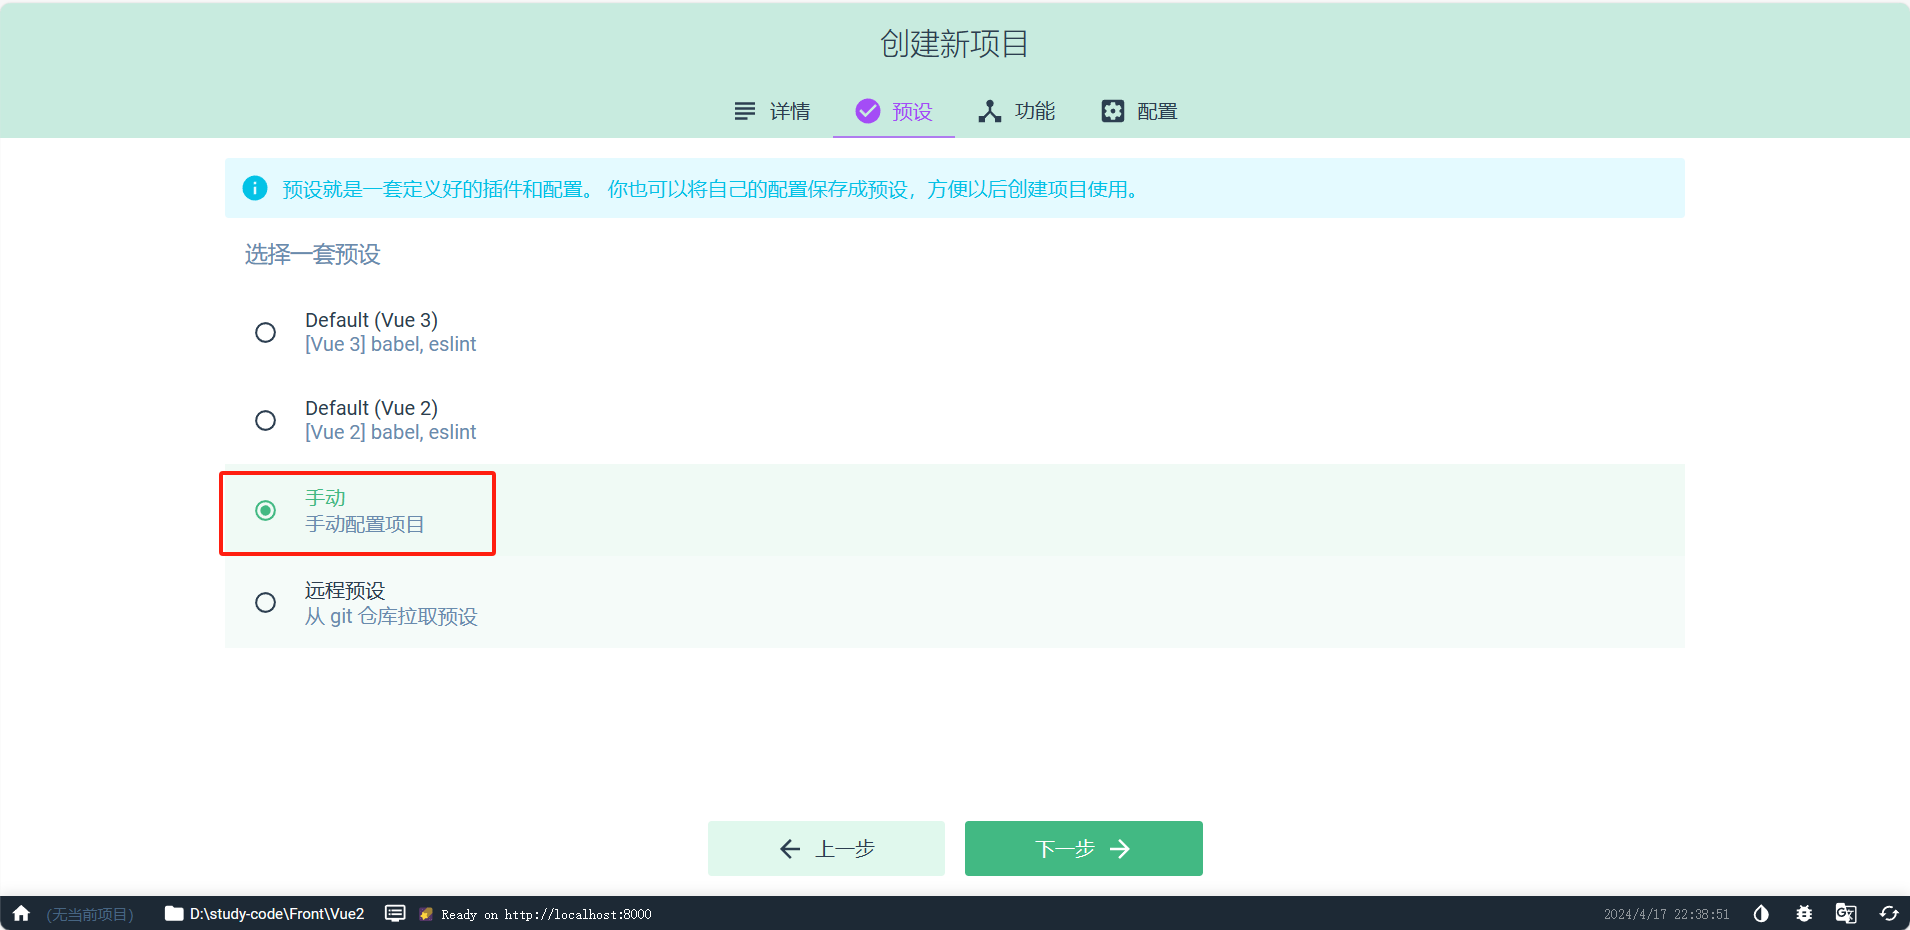 创建新项目
详情 预设 功能 配置
预设就是一套定义好的插件和配置。 你也可以将自己的配置保存成预设，方便以后创建项目使用。
选择一套预设
Default (Vue 3)
[Vue 3] babel, eslint
Default (Vue 2)
[Vue 2] babel, eslint
手动
手动配置项目
远程预设
从 git 仓库拉取预设
上一步 下一步
(无当前项目) D:\study-code\Front\Vue2 Ready on http://localhost:8000 2024/4/17 22:38:51